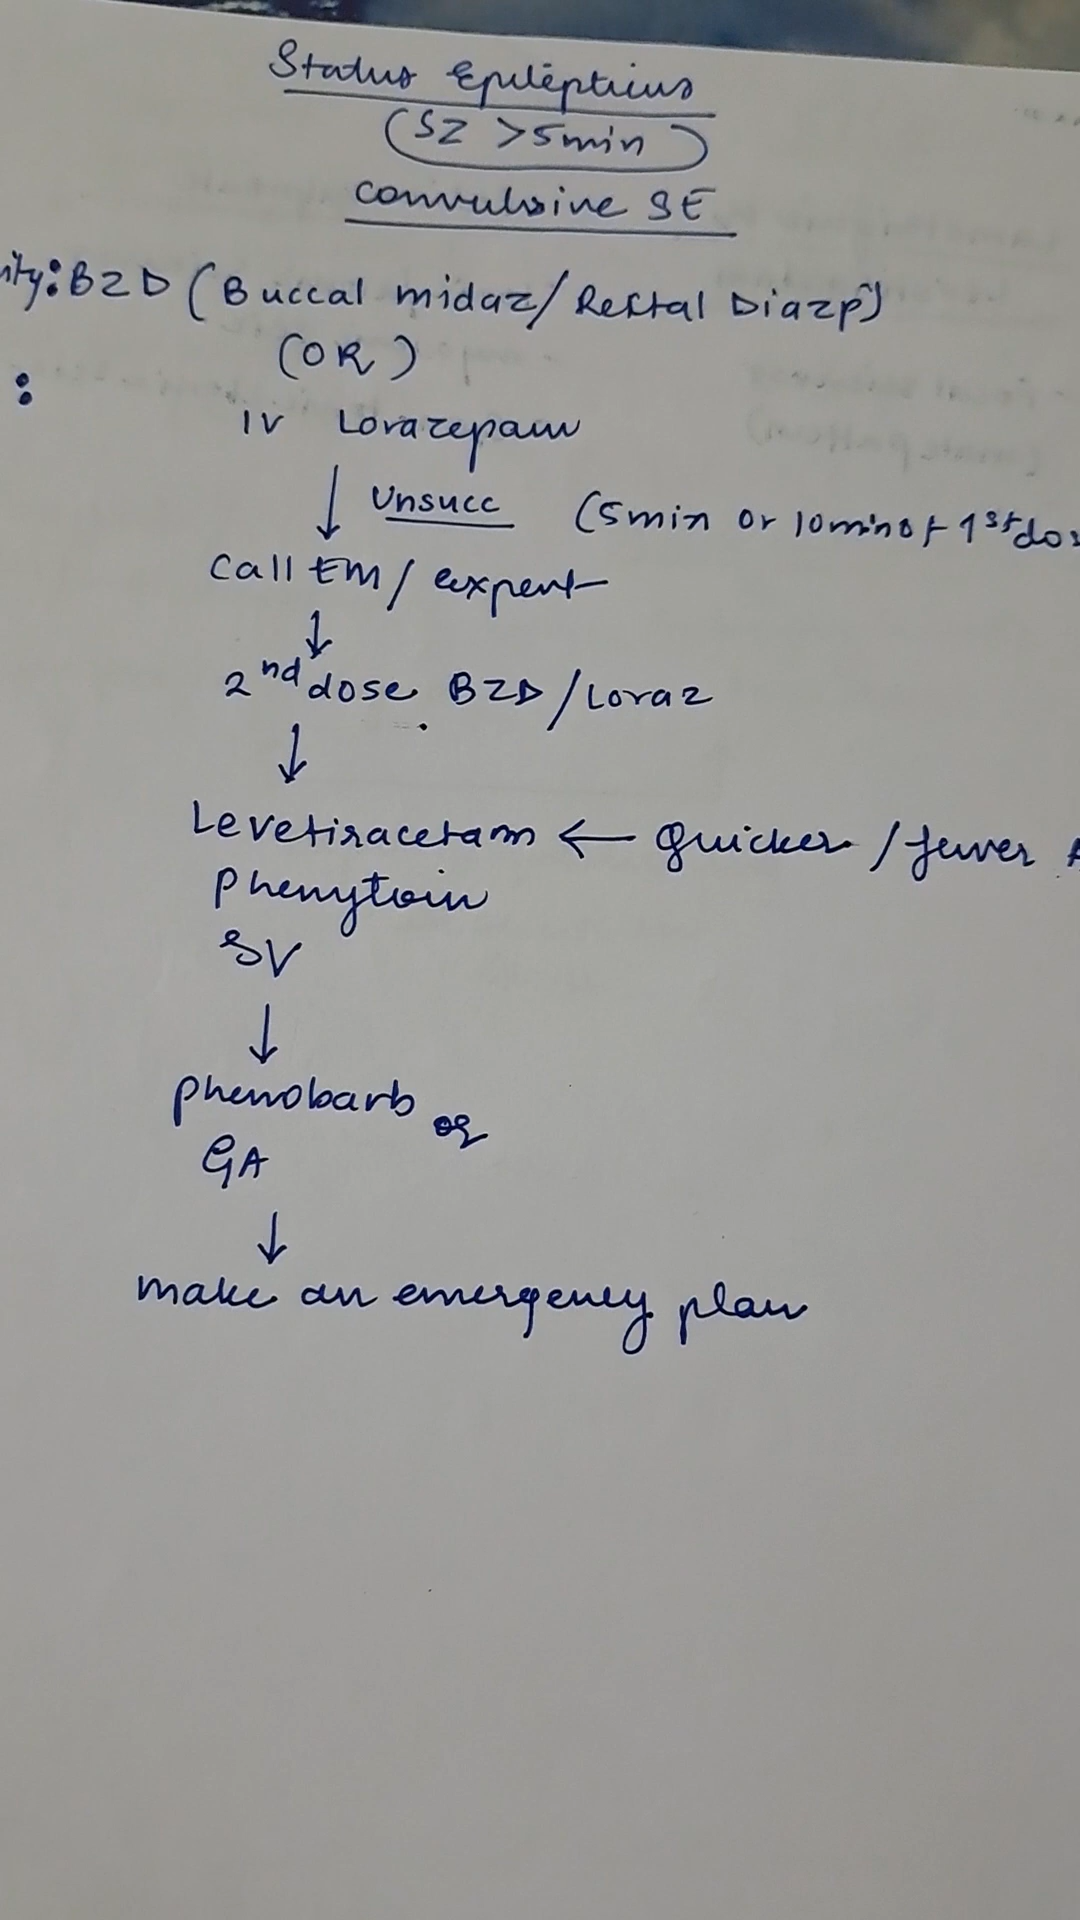 Status Epilepticus
(SZ >5min)
convulsive SE
ity: BZD (Buccal midaz/Rectal Diazp)
(OR)
:
IV Lorazepam
↓ Unsucc (5min or 10min of 1st dos
Call EM/ expert
↓
2nd dose BZD/Loraz
↓
Levetiracetam ← Quicker /fewer A
Phenytoin
SV
↓
phenobarb or
GA
↓
make an emergency plan